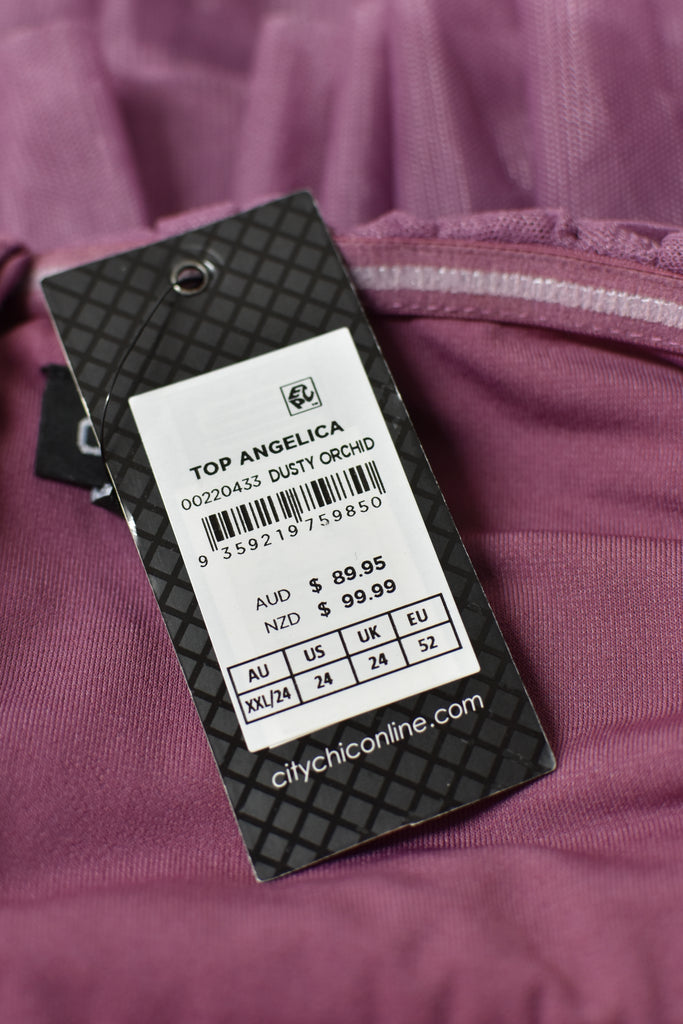 EPC
TOP ANGELICA
00220433 DUSTY ORCHID
9 359219 759850
AUD $ 89.95
NZD $ 99.99
AU US UK EU
XXL/24 24 24 52
citychiconline.com